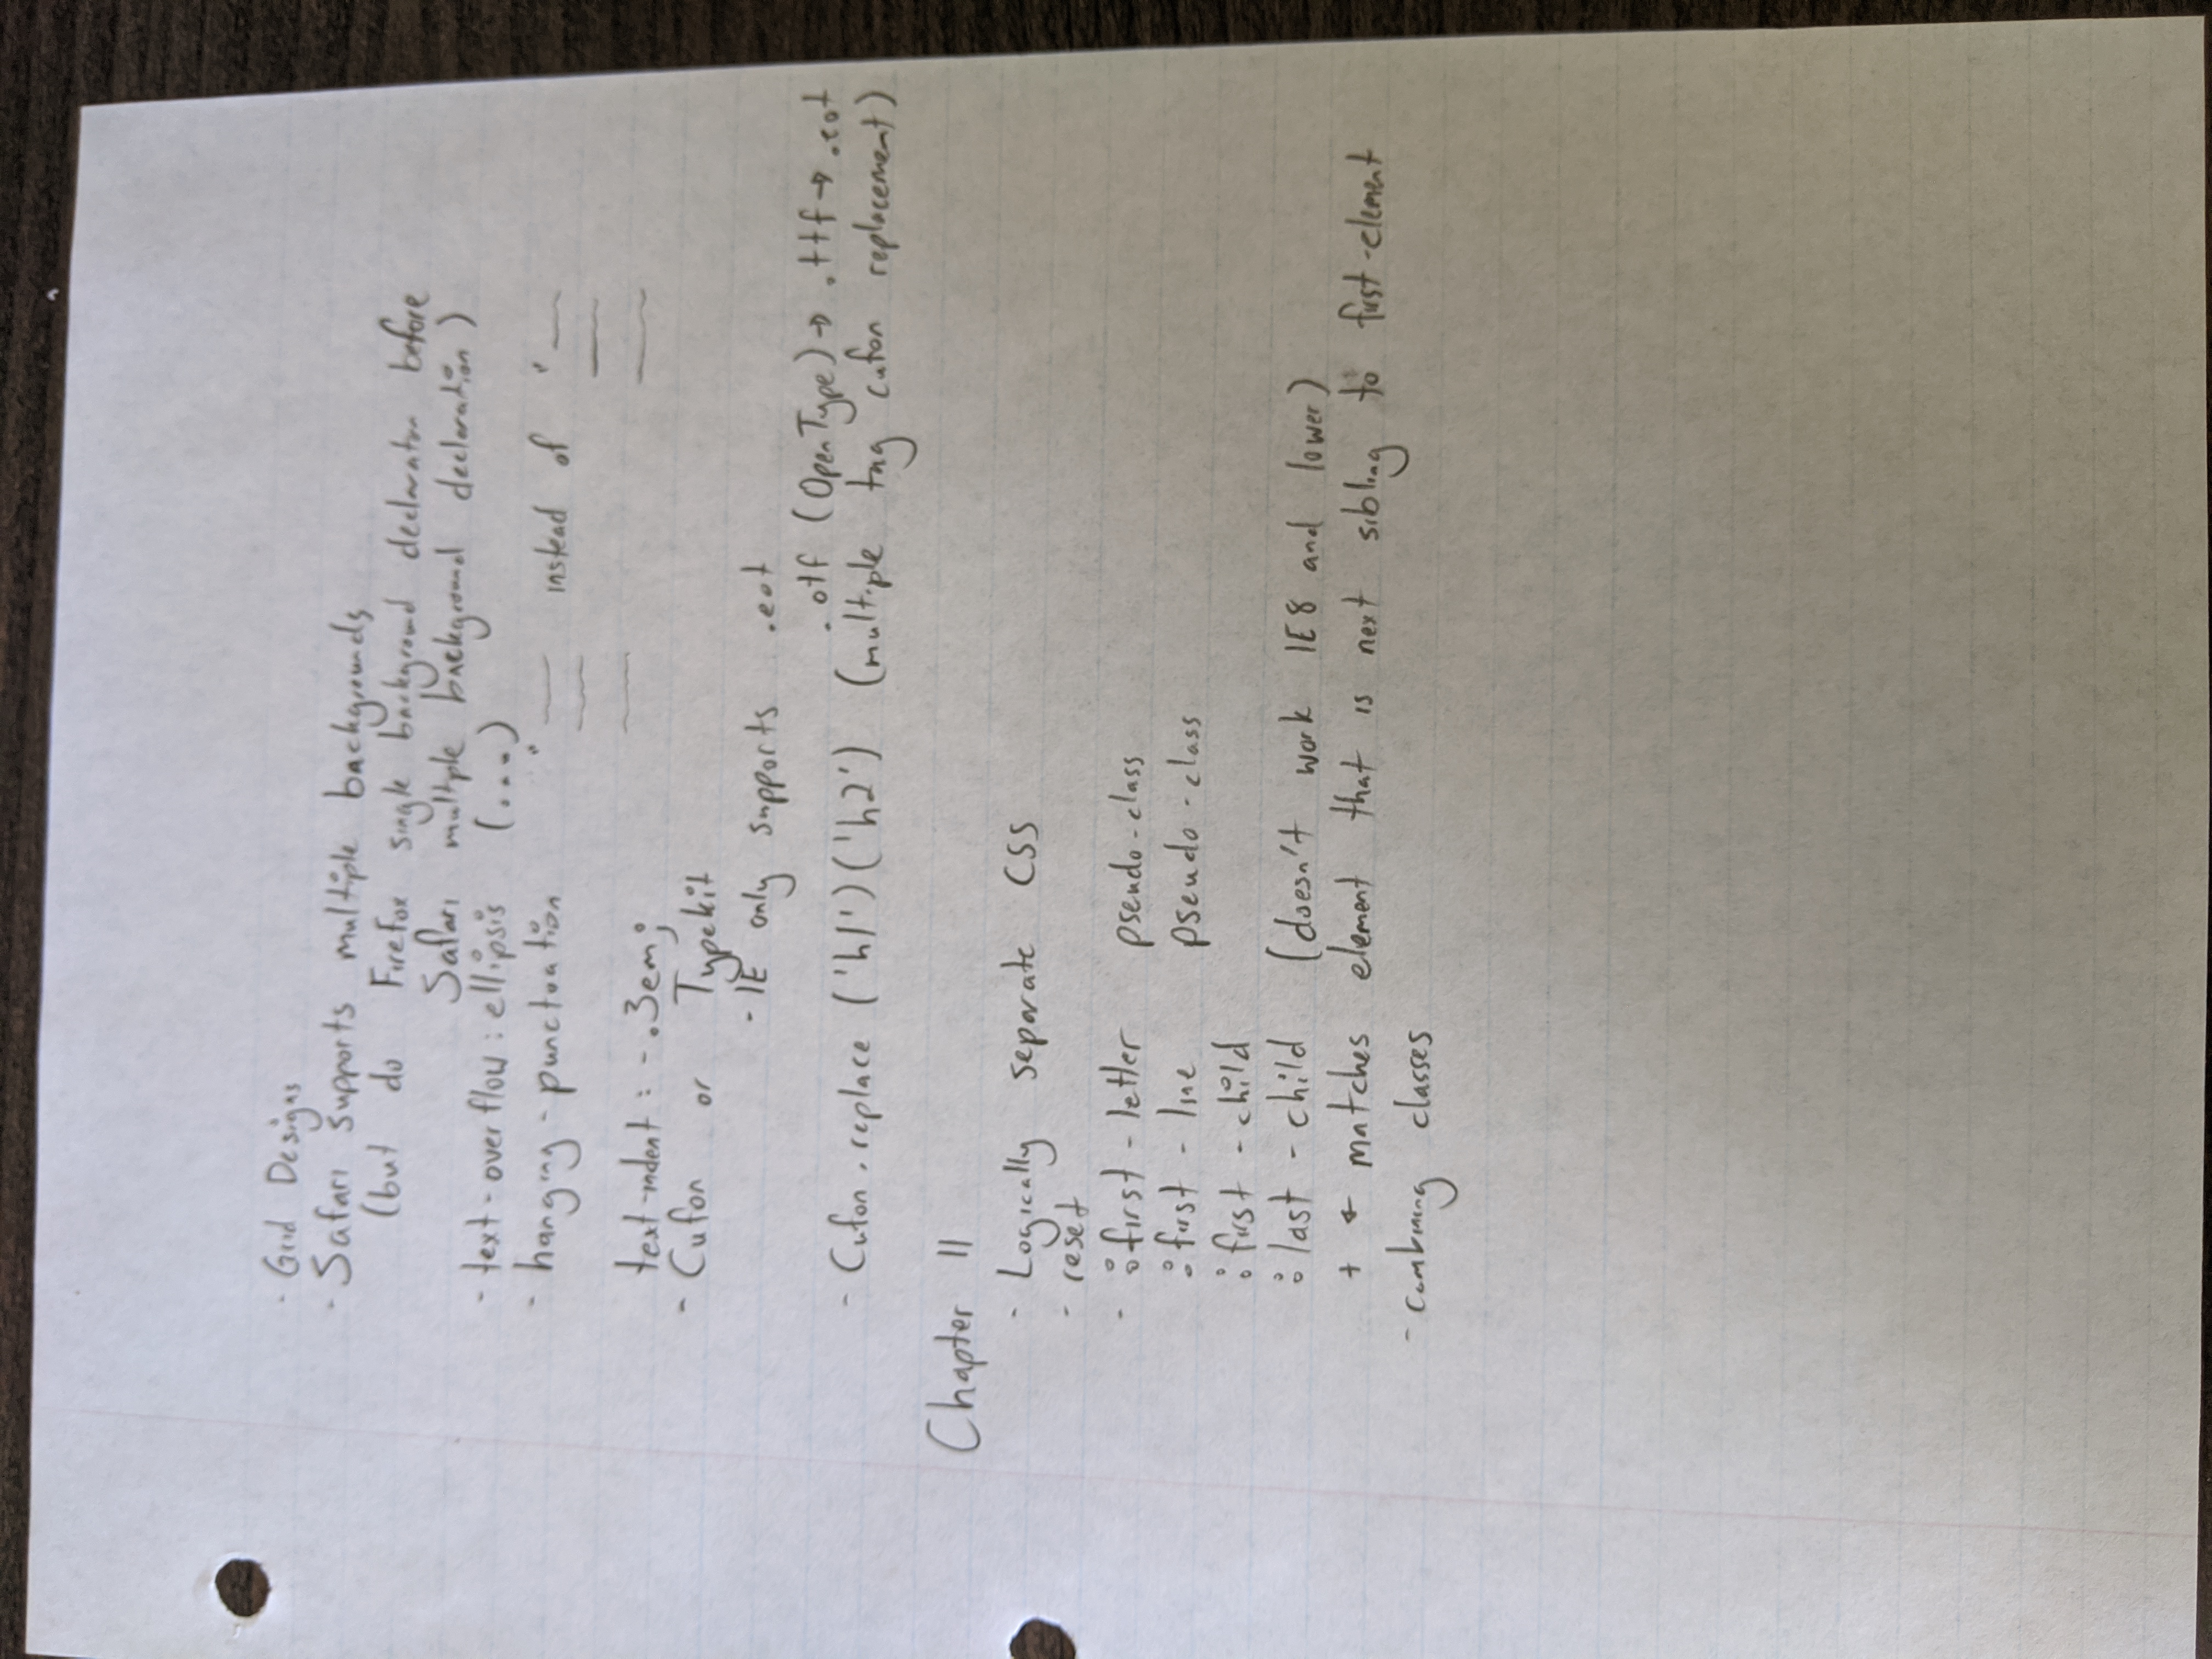 - Grid Designs
- Safari supports multiple backgrounds
(but do Firefox single background declaration before
Safari multiple background declaration)
- text-overflow: ellipsis (...)
- hanging-punctuation " instead of "
text-indent: -.3em;
- Cufon or Typekit
- IE only supports .eot
.otf (OpenType) → .ttf → .eot
- Cufon.replace ('h1')('h2') (multiple tag cufon replacement)
Chapter 11
- Logically separate CSS
- reset
- :first-letter pseudo-class
:first-line pseudo-class
:first-child
:last-child (doesn't work IE8 and lower)
+ ← matches element that is next sibling to first-element
- combining classes